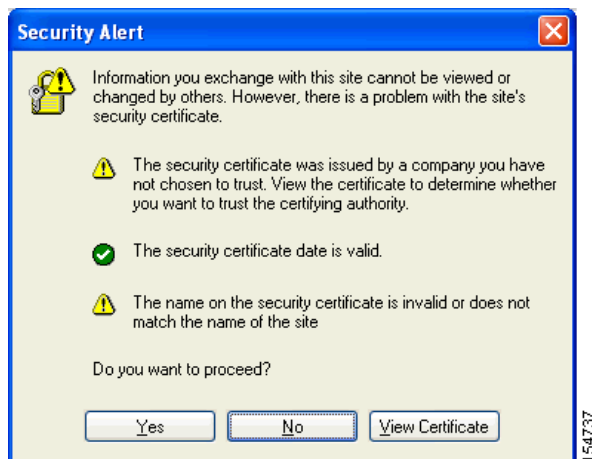 Security Alert
Information you exchange with this site cannot be viewed or
changed by others. However, there is a problem with the site's
security certificate.
The security certificate was issued by a company you have
not chosen to trust. View the certificate to determine whether
you want to trust the certifying authority.
The security certificate date is valid.
The name on the security certificate is invalid or does not
match the name of the site
Do you want to proceed?
Yes No View Certificate
154737